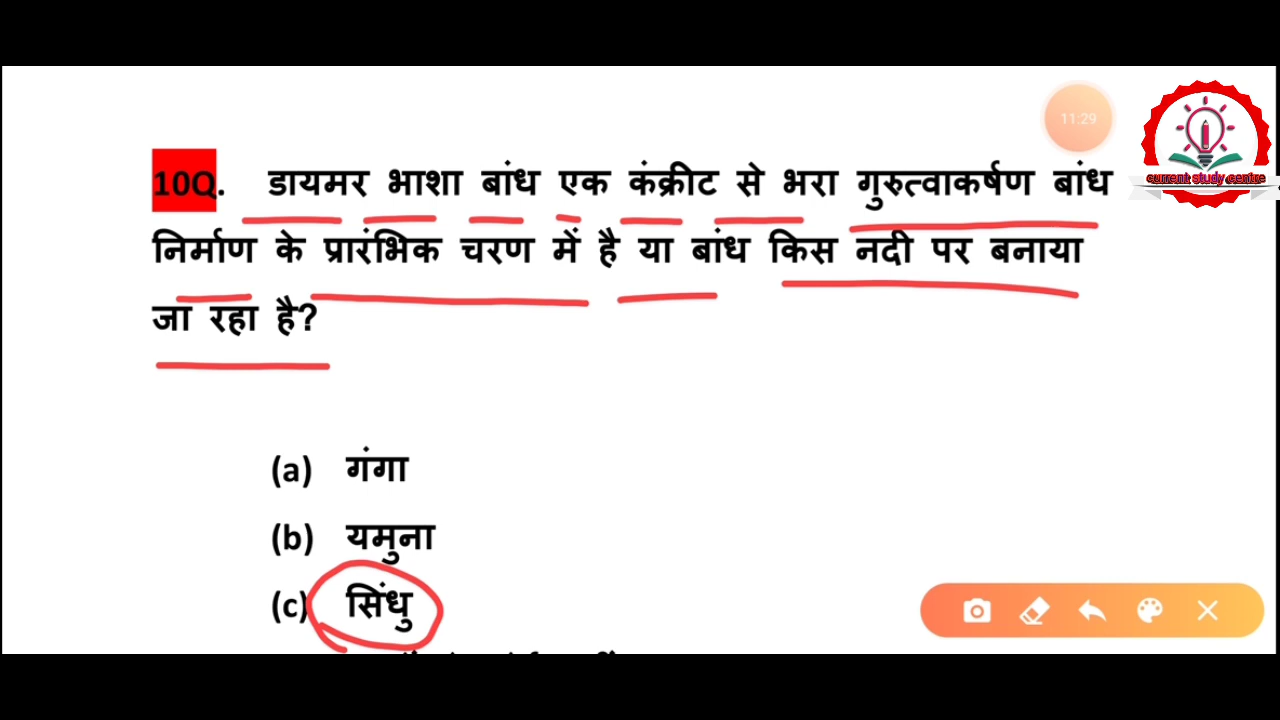 11:29
current study centre
10Q. डायमर भाशा बांध एक कंक्रीट से भरा गुरुत्वाकर्षण बांध
निर्माण के प्रारंभिक चरण में है या बांध किस नदी पर बनाया
जा रहा है?
(a) गंगा
(b) यमुना
(c) सिंधु